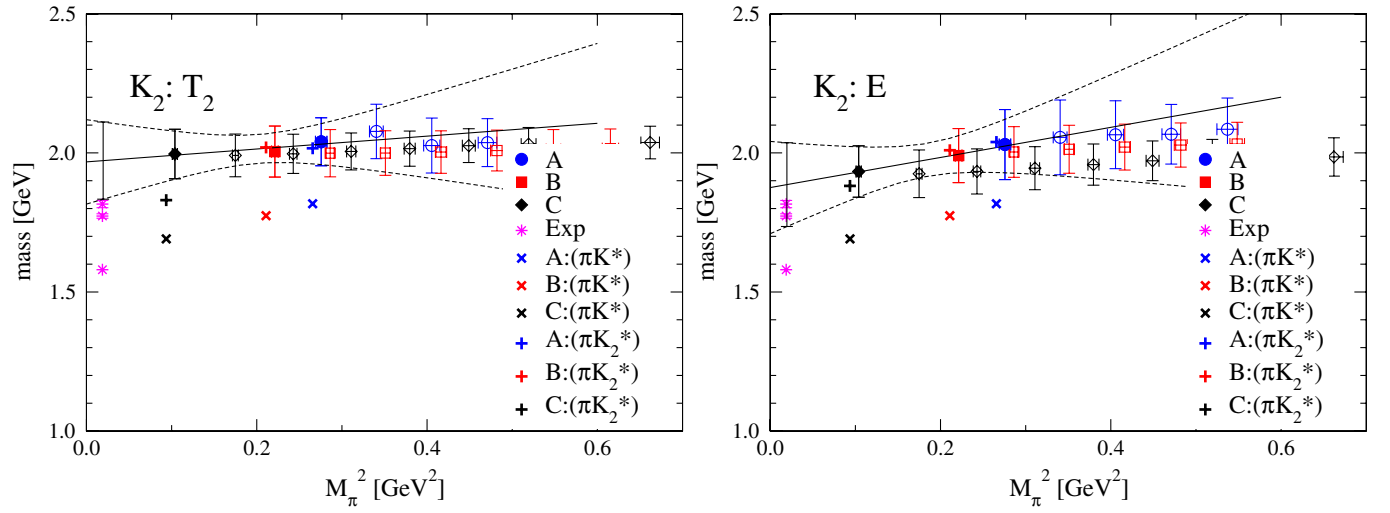 2.5
2.0
1.5
1.0
mass [GeV]
K2: T2
A
B
C
Exp
A:(πK*)
B:(πK*)
C:(πK*)
A:(πK2*)
B:(πK2*)
C:(πK2*)
0.0 0.2 0.4 0.6
Mπ2 [GeV2]
2.5
2.0
1.5
1.0
mass [GeV]
K2: E
A
B
C
Exp
A:(πK*)
B:(πK*)
C:(πK*)
A:(πK2*)
B:(πK2*)
C:(πK2*)
0.0 0.2 0.4 0.6
Mπ2 [GeV2]